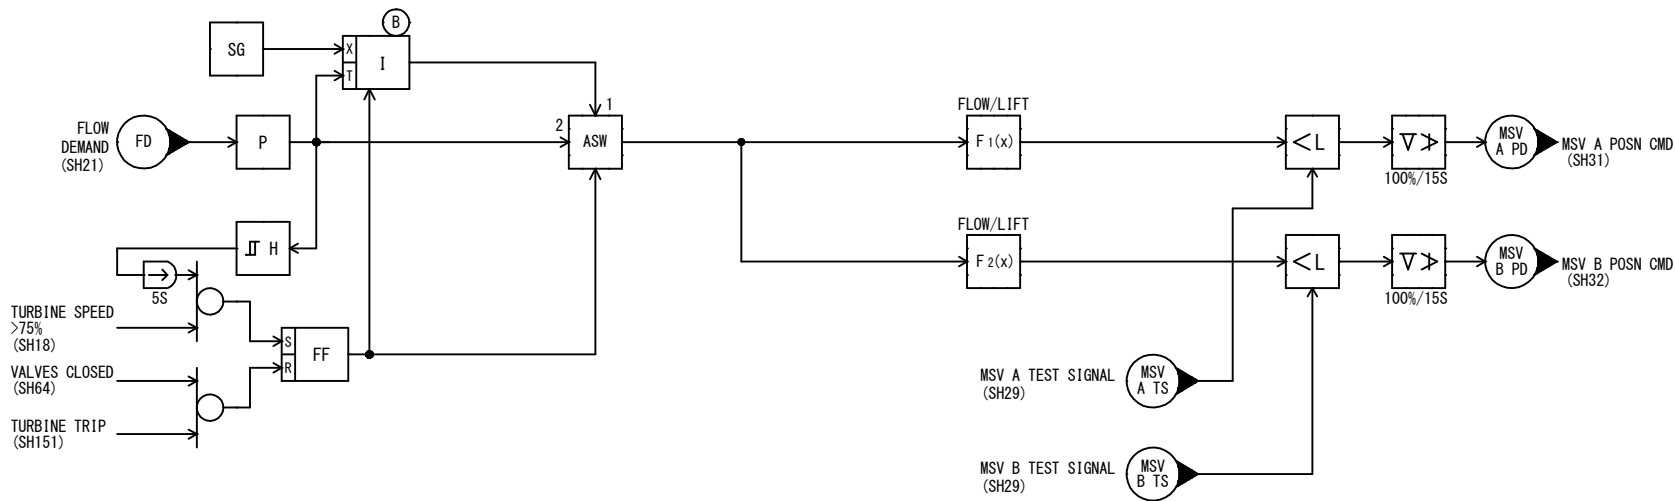 B
SG
X
T
I
1
FLOW
DEMAND
(SH21)
FD
P
2
ASW
FLOW/LIFT
F1(x)
<L
100%/15S
MSV
A PD
MSV A POSN CMD
(SH31)
H
5S
FLOW/LIFT
F2(x)
<L
100%/15S
MSV
B PD
MSV B POSN CMD
(SH32)
TURBINE SPEED
>75%
(SH18)
S
R
FF
VALVES CLOSED
(SH64)
TURBINE TRIP
(SH151)
MSV A TEST SIGNAL
(SH29)
MSV
A TS
MSV B TEST SIGNAL
(SH29)
MSV
B TS